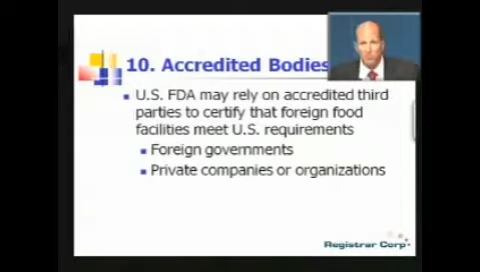 10. Accredited Bodies
U.S. FDA may rely on accredited third
parties to certify that foreign food
facilities meet U.S. requirements
Foreign governments
Private companies or organizations
Registrar Corp